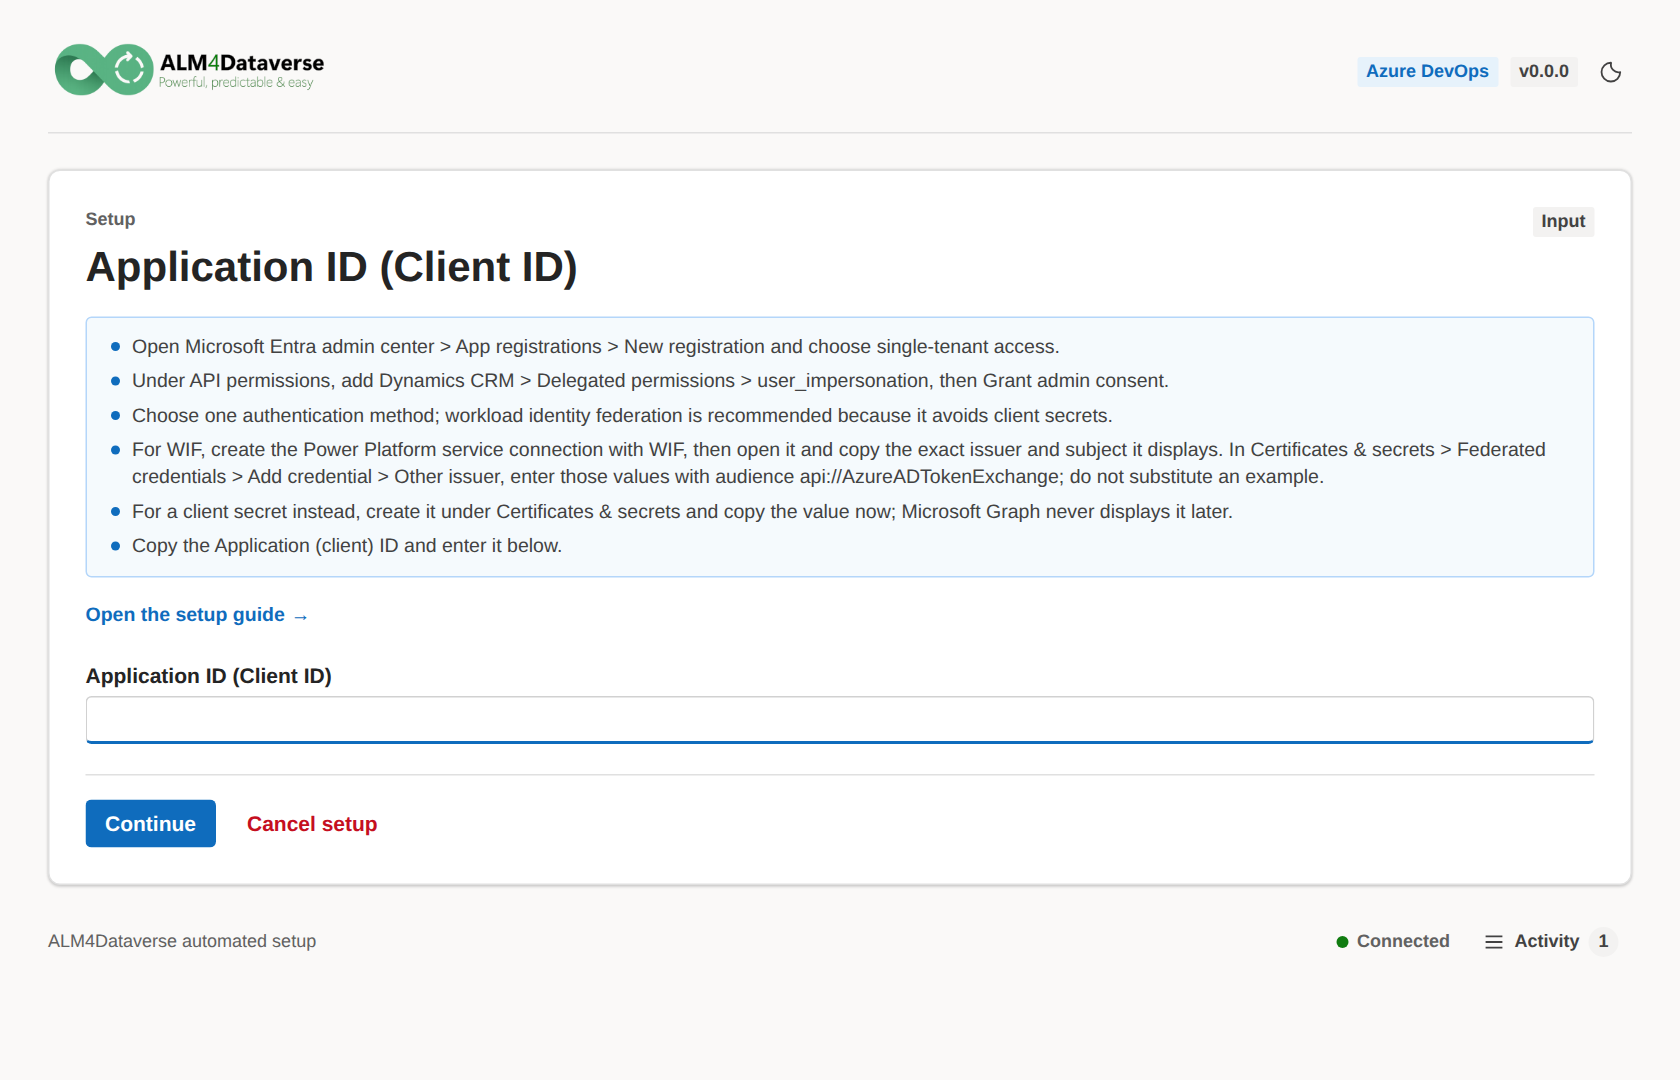 ALM4Dataverse
Powerful, predictable & easy
Azure DevOps
v0.0.0
Setup
Input
Application ID (Client ID)
Open Microsoft Entra admin center > App registrations > New registration and choose single-tenant access.
Under API permissions, add Dynamics CRM > Delegated permissions > user_impersonation, then Grant admin consent.
Choose one authentication method; workload identity federation is recommended because it avoids client secrets.
For WIF, create the Power Platform service connection with WIF, then open it and copy the exact issuer and subject it displays. In Certificates & secrets > Federated
credentials > Add credential > Other issuer, enter those values with audience api://AzureADTokenExchange; do not substitute an example.
For a client secret instead, create it under Certificates & secrets and copy the value now; Microsoft Graph never displays it later.
Copy the Application (client) ID and enter it below.
Open the setup guide →
Application ID (Client ID)
Continue
Cancel setup
ALM4Dataverse automated setup
Connected
Activity
1